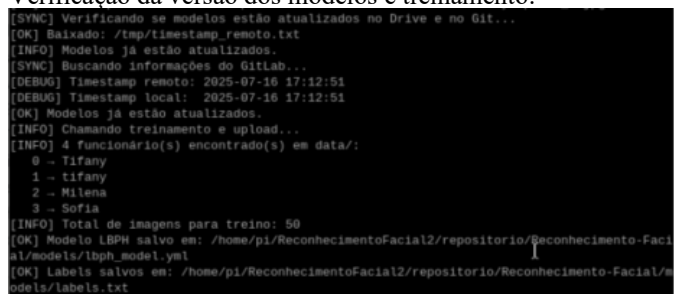 Verificação da versão dos modelos e treinamento:
[SYNC] Verificando se modelos estão atualizados no Drive e no Git...
[OK] Baixado: /tmp/timestamp_remoto.txt
[INFO] Modelos já estão atualizados.
[SYNC] Buscando informações do GitLab...
[DEBUG] Timestamp remoto: 2025-07-16 17:12:51
[DEBUG] Timestamp local:  2025-07-16 17:12:51
[OK] Modelos já estão atualizados.
[INFO] Chamando treinamento e upload...
[INFO] 4 funcionário(s) encontrado(s) em data/:
0 → Tifany
1 → tifany
2 → Milena
3 → Sofia
[INFO] Total de imagens para treino: 50
[OK] Modelo LBPH salvo em: /home/pi/ReconhecimentoFacial2/repositorio/Reconhecimento-Faci
al/models/lbph_model.yml
[OK] Labels salvos em: /home/pi/ReconhecimentoFacial2/repositorio/Reconhecimento-Facial/m
odels/labels.txt